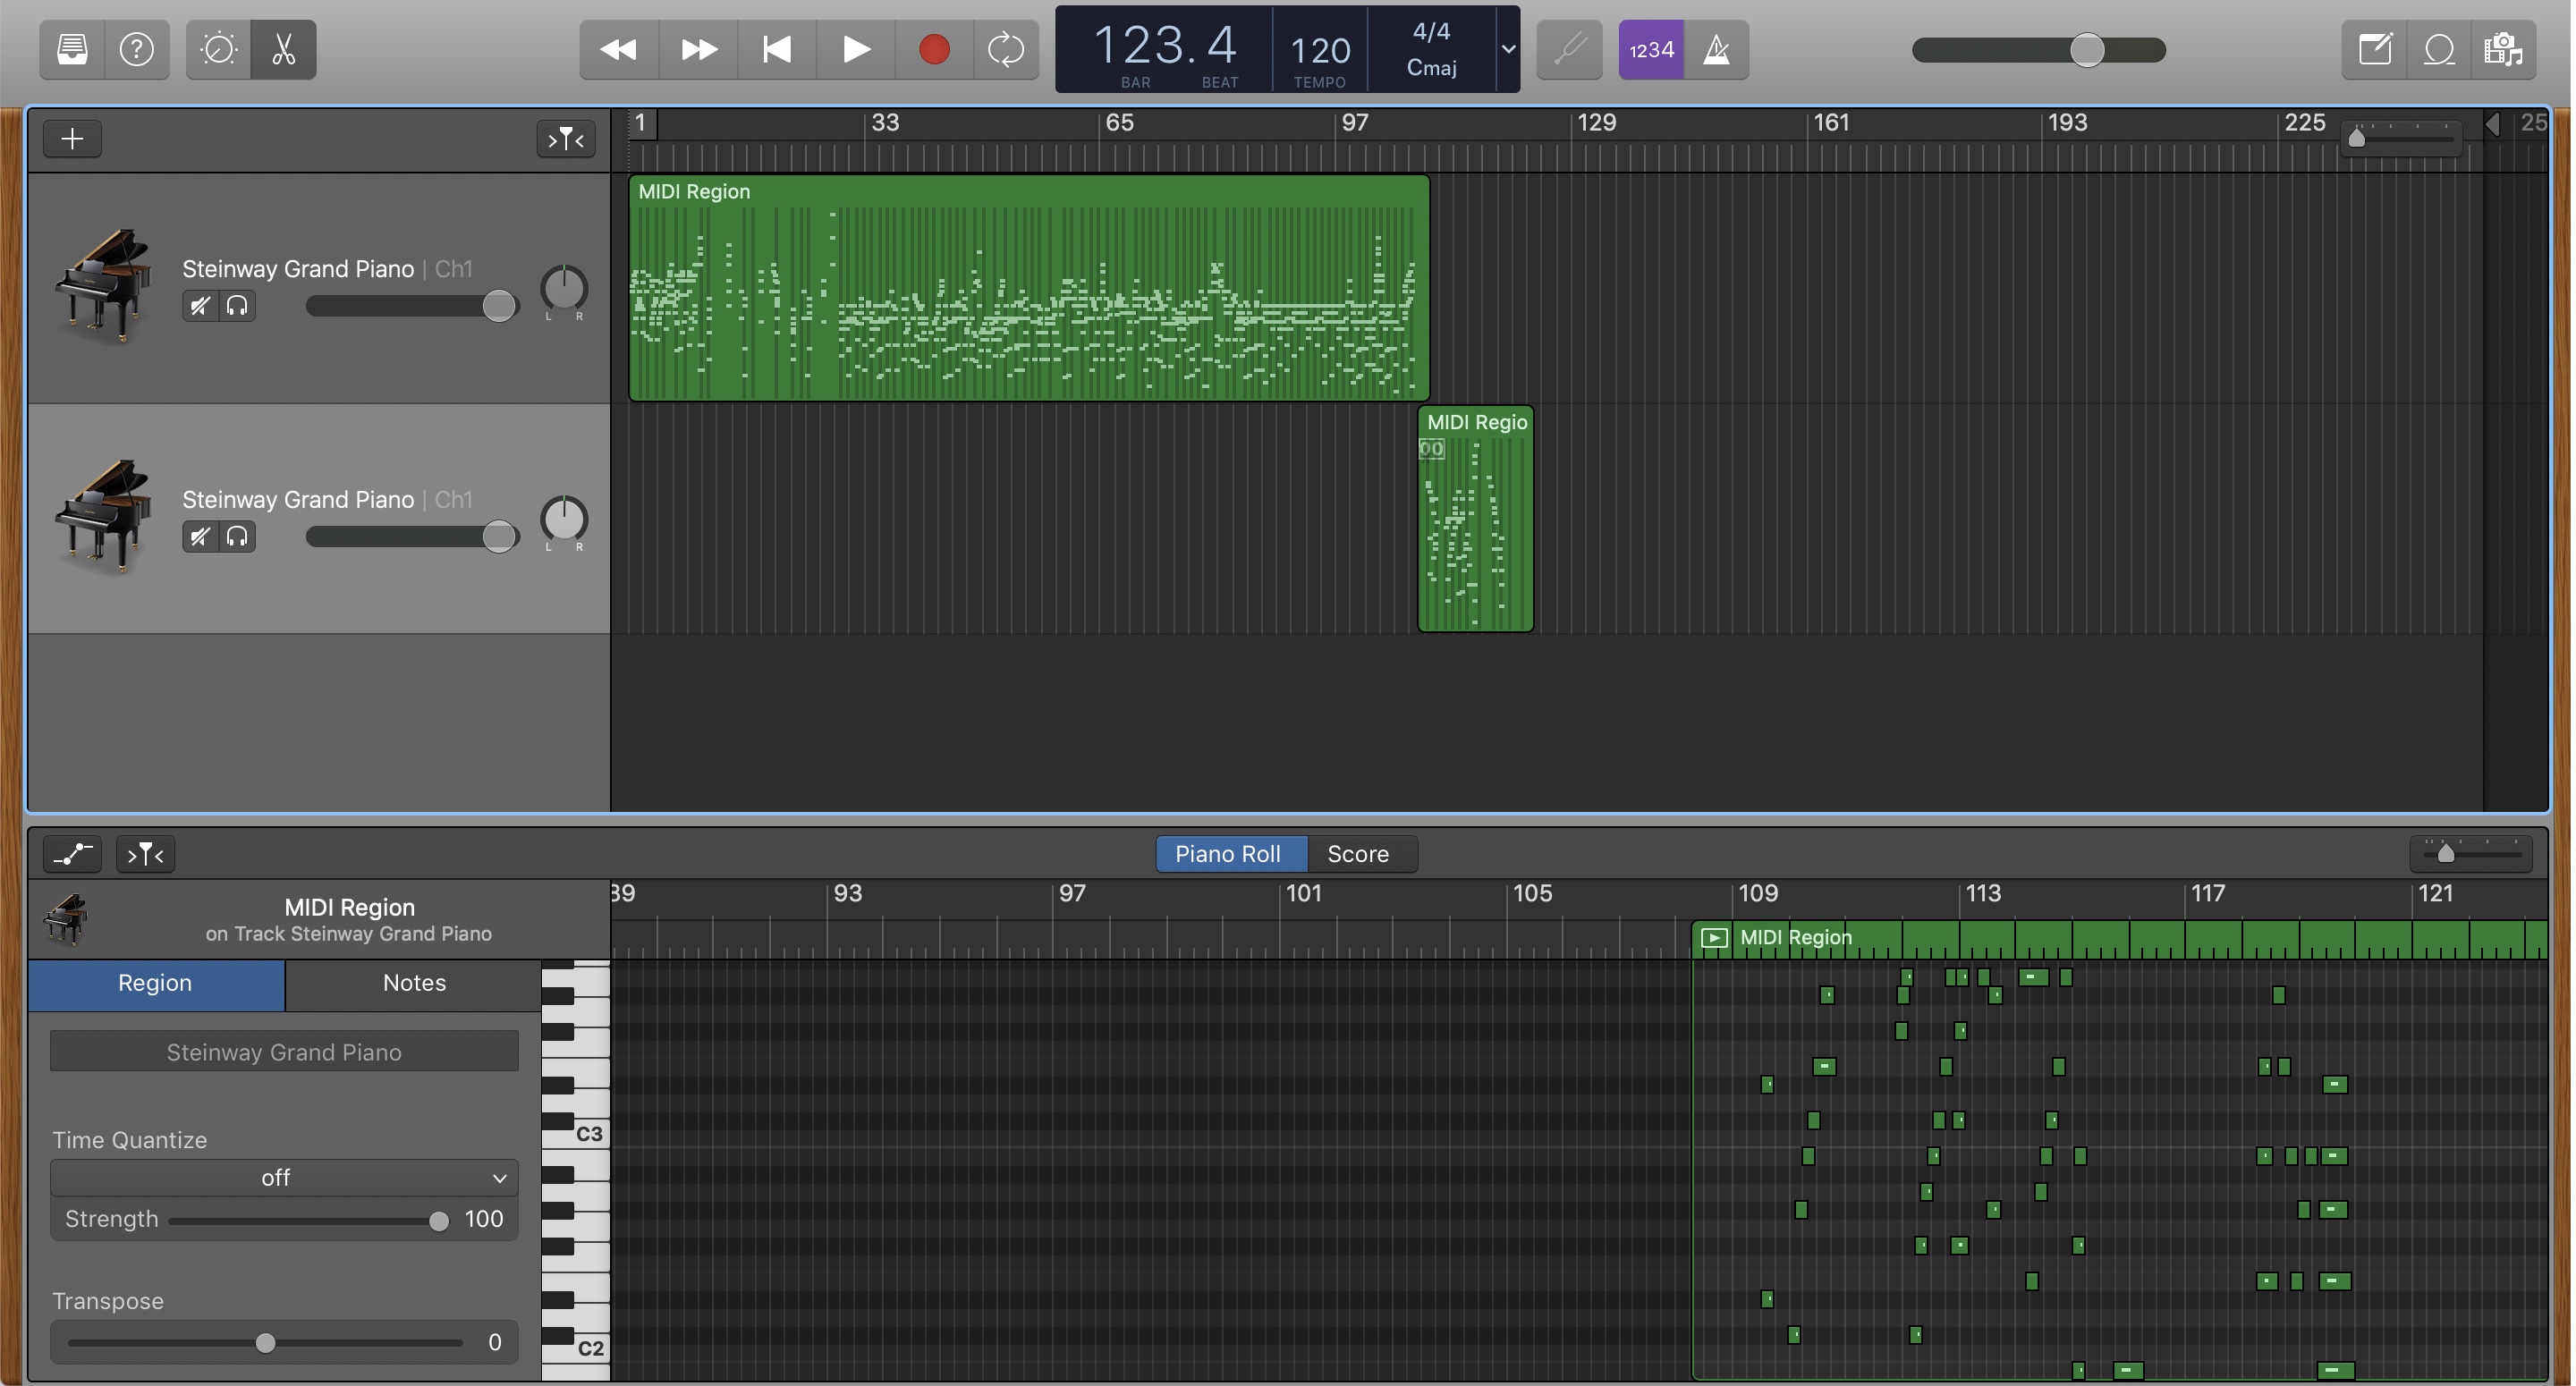 123.4
BAR BEAT
120
TEMPO
4/4
Cmaj
1234
1 33 65 97 129 161 193 225 25
MIDI Region
Steinway Grand Piano | Ch1
L R
MIDI Regio
00
Steinway Grand Piano | Ch1
L R
Piano Roll Score
89 93 97 101 105 109 113 117 121
MIDI Region
on Track Steinway Grand Piano
MIDI Region
Region Notes
Steinway Grand Piano
Time Quantize
off
Strength 100
Transpose
0
C3
C2